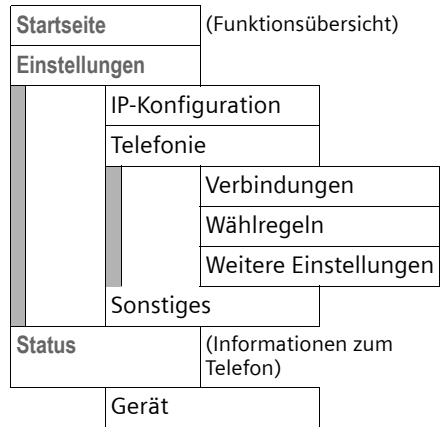 Startseite (Funktionsübersicht)
Einstellungen
IP-Konfiguration
Telefonie
Verbindungen
Wählregeln
Weitere Einstellungen
Sonstiges
Status (Informationen zum
Telefon)
Gerät